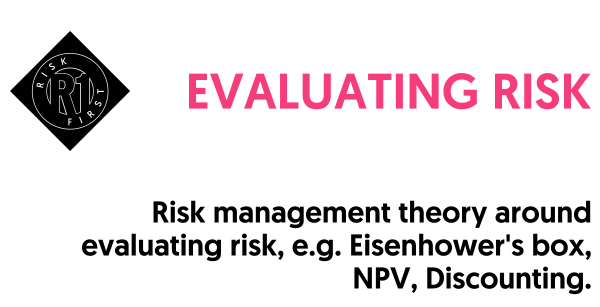 RISK
R1
FIRST
EVALUATING RISK
Risk management theory around
evaluating risk, e.g. Eisenhower's box,
NPV, Discounting.